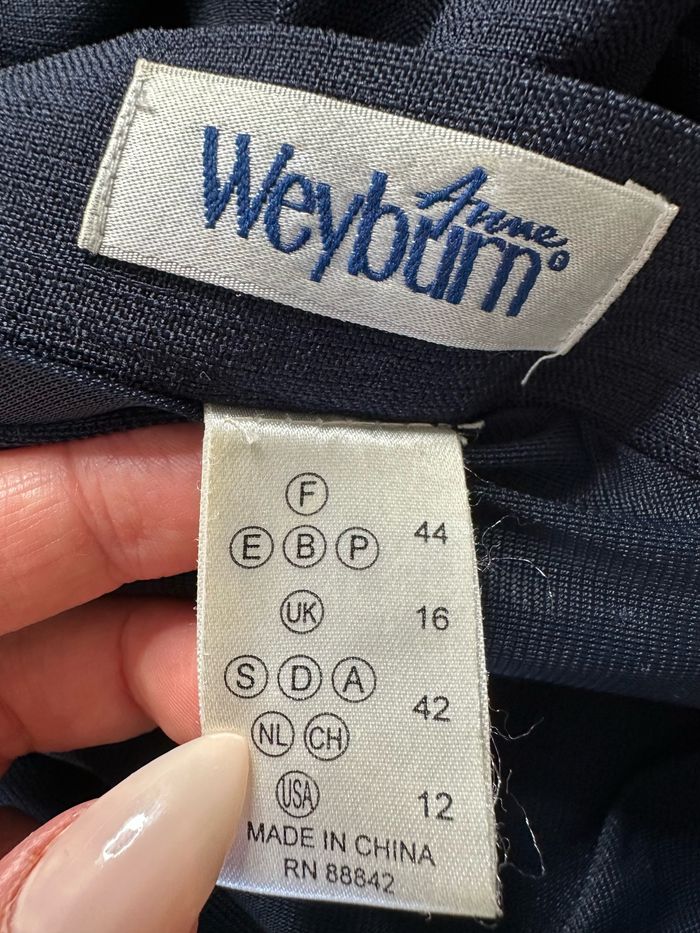 Anne
Weyburn®
F
E B P 44
UK 16
S D A
42
NL CH
USA 12
MADE IN CHINA
RN 88842